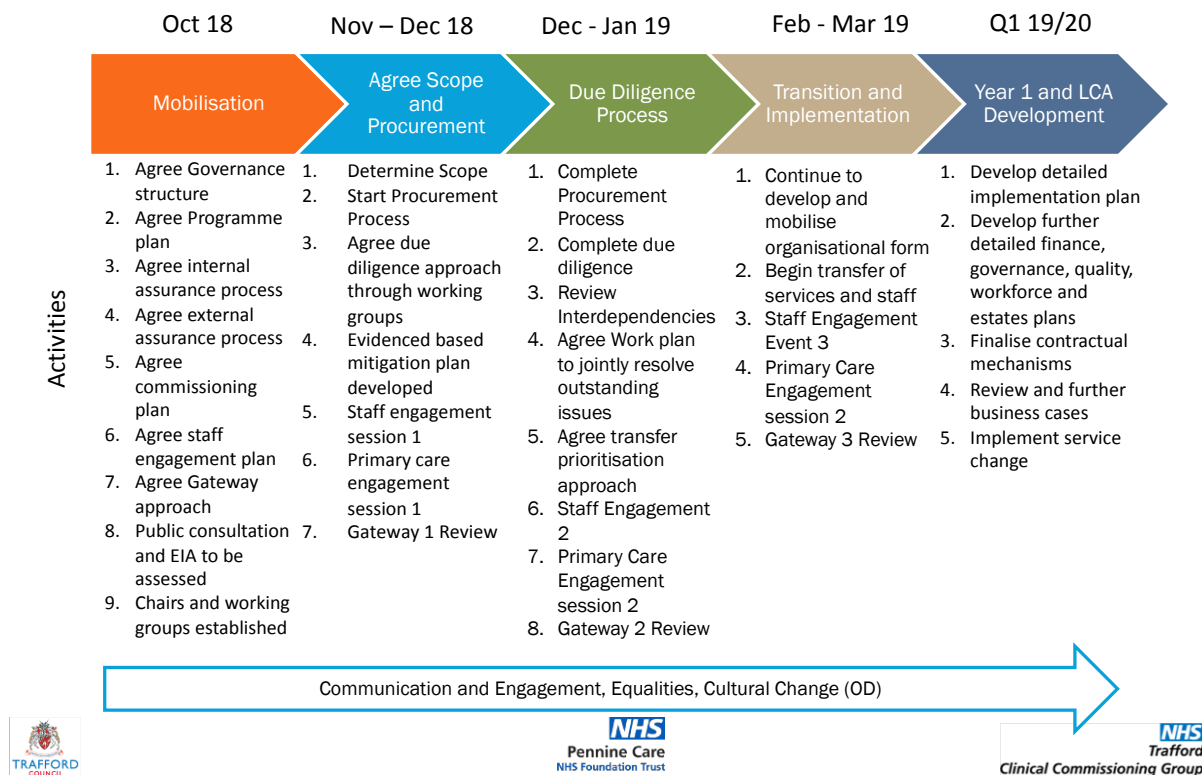 Oct 18
Nov – Dec 18
Dec - Jan 19
Feb - Mar 19
Q1 19/20
Mobilisation
Agree Scope
and
Procurement
Due Diligence
Process
Transition and
Implementation
Year 1 and LCA
Development
Activities
1. Agree Governance
structure
2. Agree Programme
plan
3. Agree internal
assurance process
4. Agree external
assurance process
5. Agree
commissioning
plan
6. Agree staff
engagement plan
7. Agree Gateway
approach
8. Public consultation
and EIA to be
assessed
9. Chairs and working
groups established
1. Determine Scope
2. Start Procurement
Process
3. Agree due
diligence approach
through working
groups
4. Evidenced based
mitigation plan
developed
5. Staff engagement
session 1
6. Primary care
engagement
session 1
7. Gateway 1 Review
1. Complete
Procurement
Process
2. Complete due
diligence
3. Review
Interdependencies
4. Agree Work plan
to jointly resolve
outstanding
issues
5. Agree transfer
prioritisation
approach
6. Staff Engagement
2
7. Primary Care
Engagement
session 2
8. Gateway 2 Review
1. Continue to
develop and
mobilise
organisational form
2. Begin transfer of
services and staff
3. Staff Engagement
Event 3
4. Primary Care
Engagement
session 2
5. Gateway 3 Review
1. Develop detailed
implementation plan
2. Develop further
detailed finance,
governance, quality,
workforce and
estates plans
3. Finalise contractual
mechanisms
4. Review and further
business cases
5. Implement service
change
Communication and Engagement, Equalities, Cultural Change (OD)
TRAFFORD
COUNCIL
NHS
Pennine Care
NHS Foundation Trust
NHS
Trafford
Clinical Commissioning Group